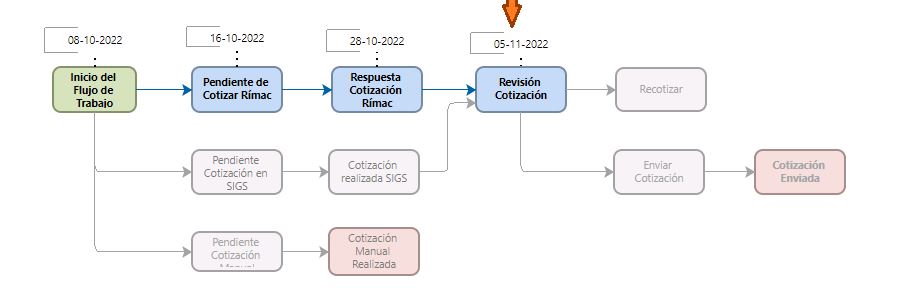 08-10-2022
16-10-2022
28-10-2022
05-11-2022
Inicio del
Flujo de
Trabajo
Pendiente de
Cotizar Rímac
Respuesta
Cotización
Rímac
Revisión
Cotización
Recotizar
Pendiente
Cotización en
SIGS
Cotización
realizada SIGS
Enviar
Cotización
Cotización
Enviada
Pendiente
Cotización
Manual
Cotización
Manual
Realizada